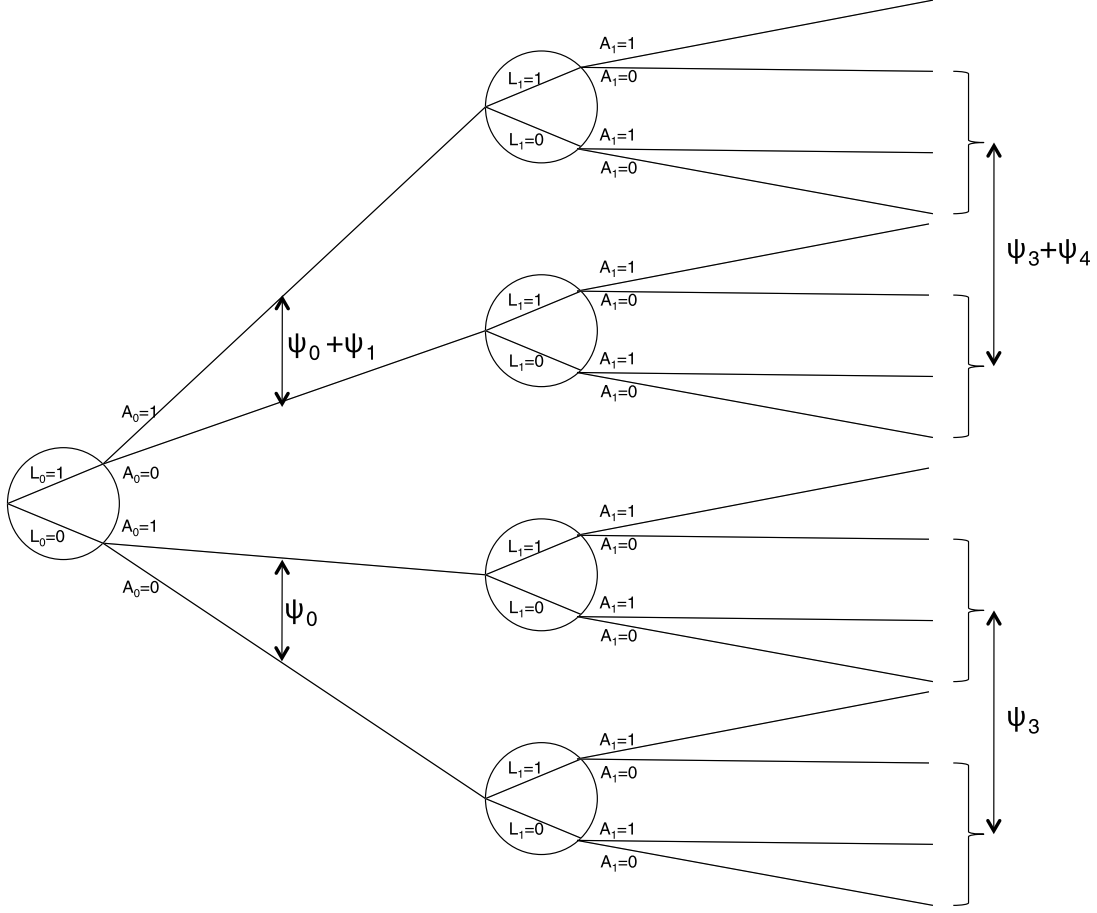 A₁=1
L₁=1
A₁=0
A₁=1
L₁=0
A₁=0
ψ₃+ψ₄
A₁=1
L₁=1
A₁=0
ψ₀ +ψ₁
A₁=1
L₁=0
A₁=0
A₀=1
L₀=1
A₀=0
A₁=1
A₀=1
L₀=0
L₁=1
A₁=0
A₀=0
A₁=1
L₁=0
ψ₀
A₁=0
ψ₃
A₁=1
L₁=1
A₁=0
A₁=1
L₁=0
A₁=0